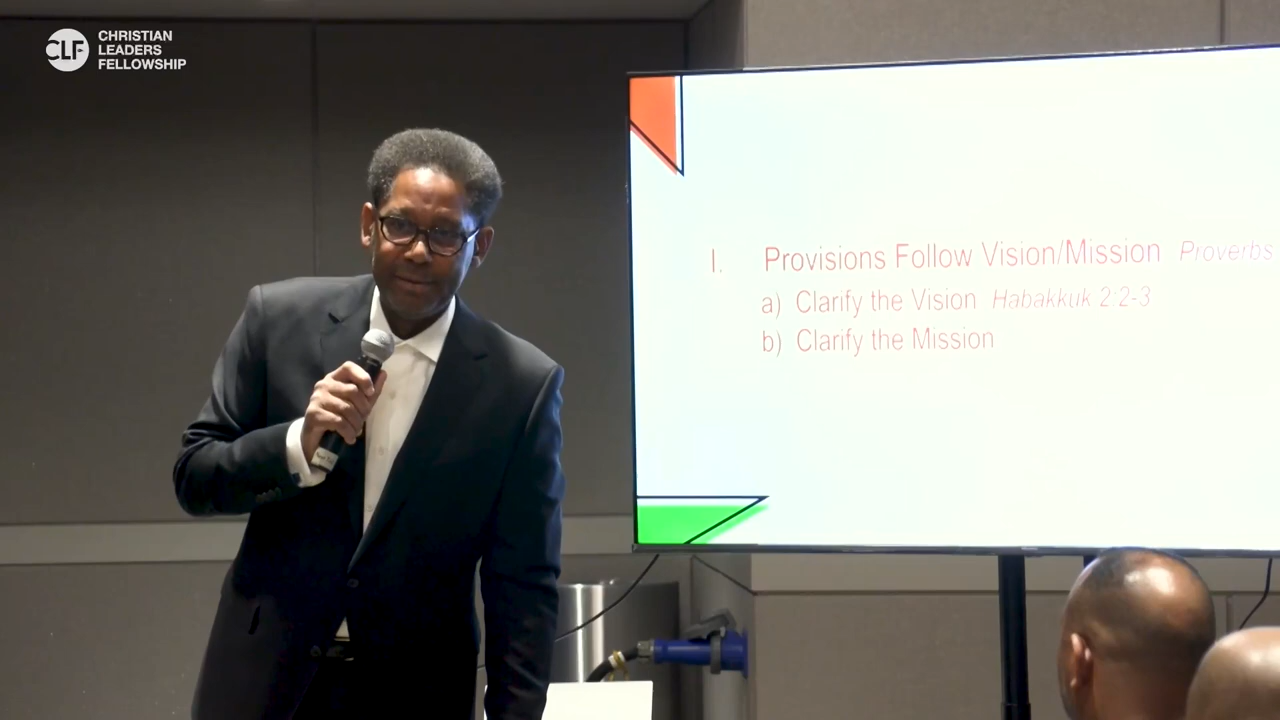 CLF
CHRISTIAN
LEADERS
FELLOWSHIP
I. Provisions Follow Vision/Mission Proverbs
a) Clarify the Vision Habakkuk 2:2-3
b) Clarify the Mission